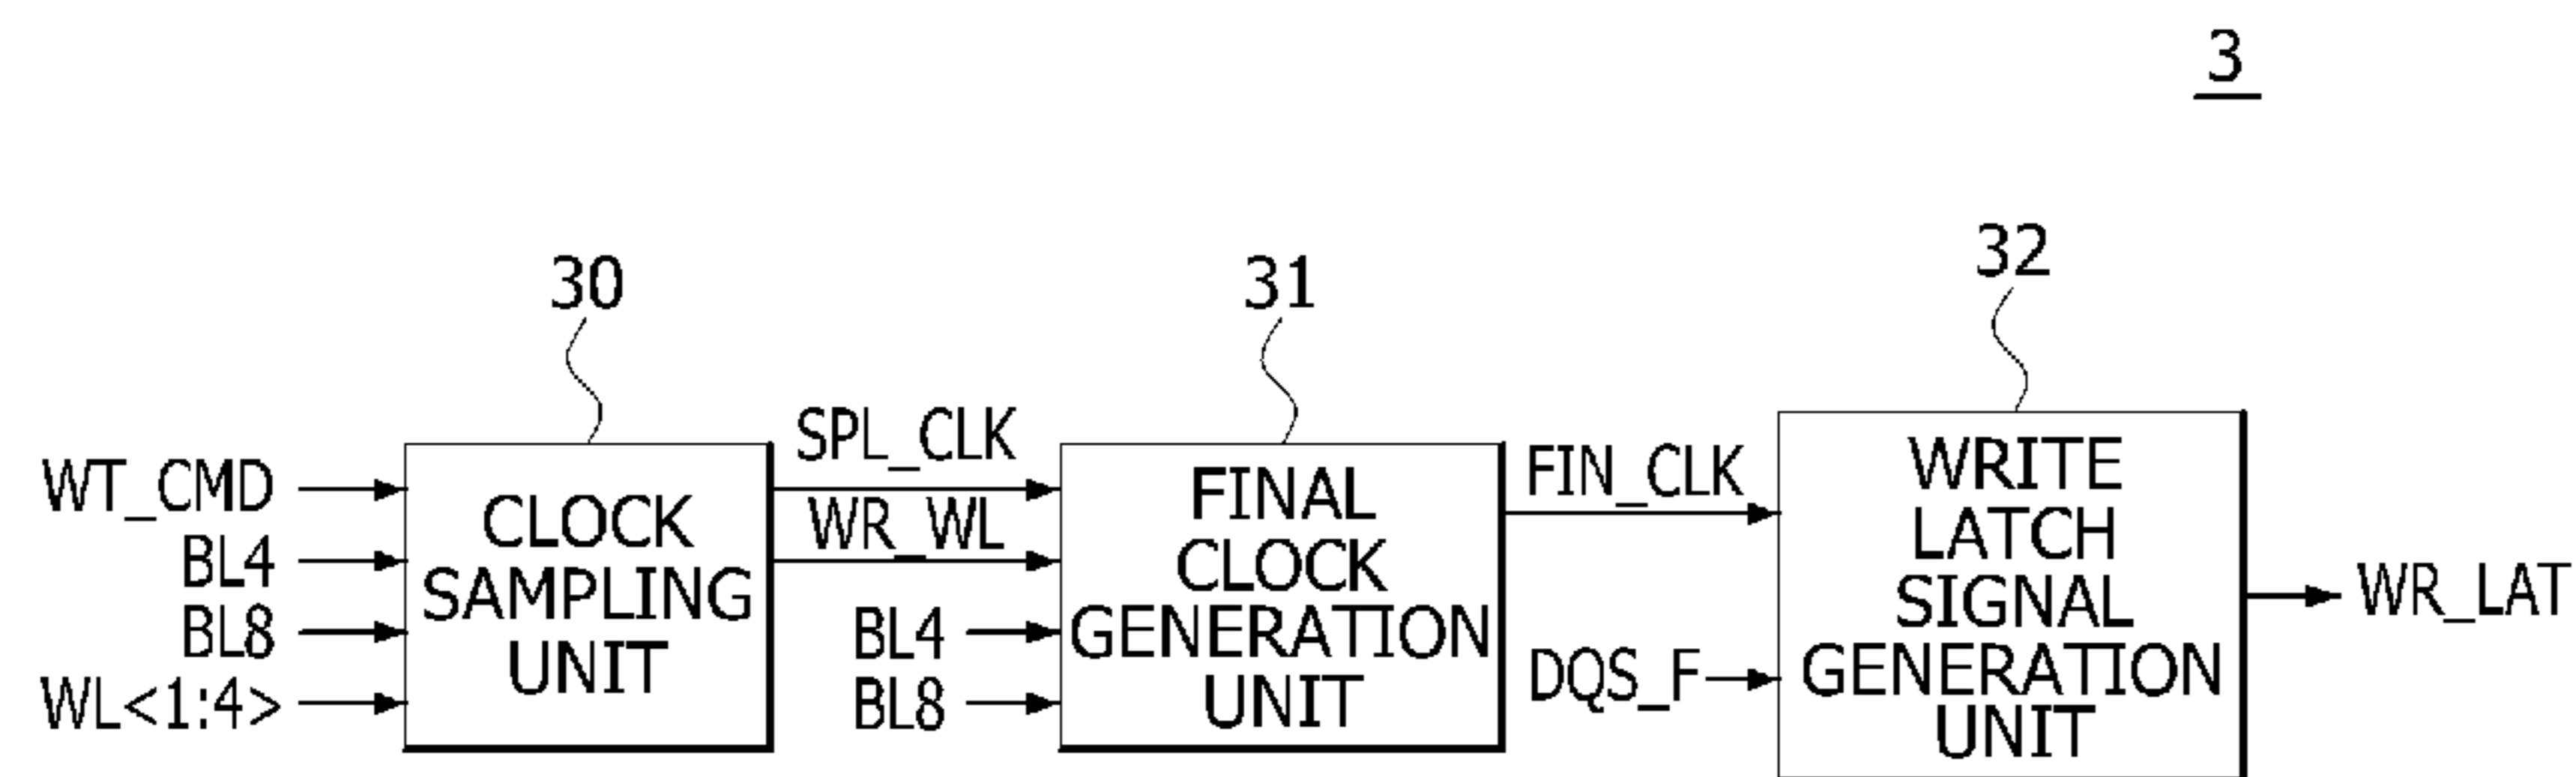 3
30
31
32
WT_CMD
BL4
BL8
WL<1:4>
CLOCK
SAMPLING
UNIT
SPL_CLK
WR_WL
BL4
BL8
FINAL
CLOCK
GENERATION
UNIT
FIN_CLK
DQS_F
WRITE
LATCH
SIGNAL
GENERATION
UNIT
WR_LAT